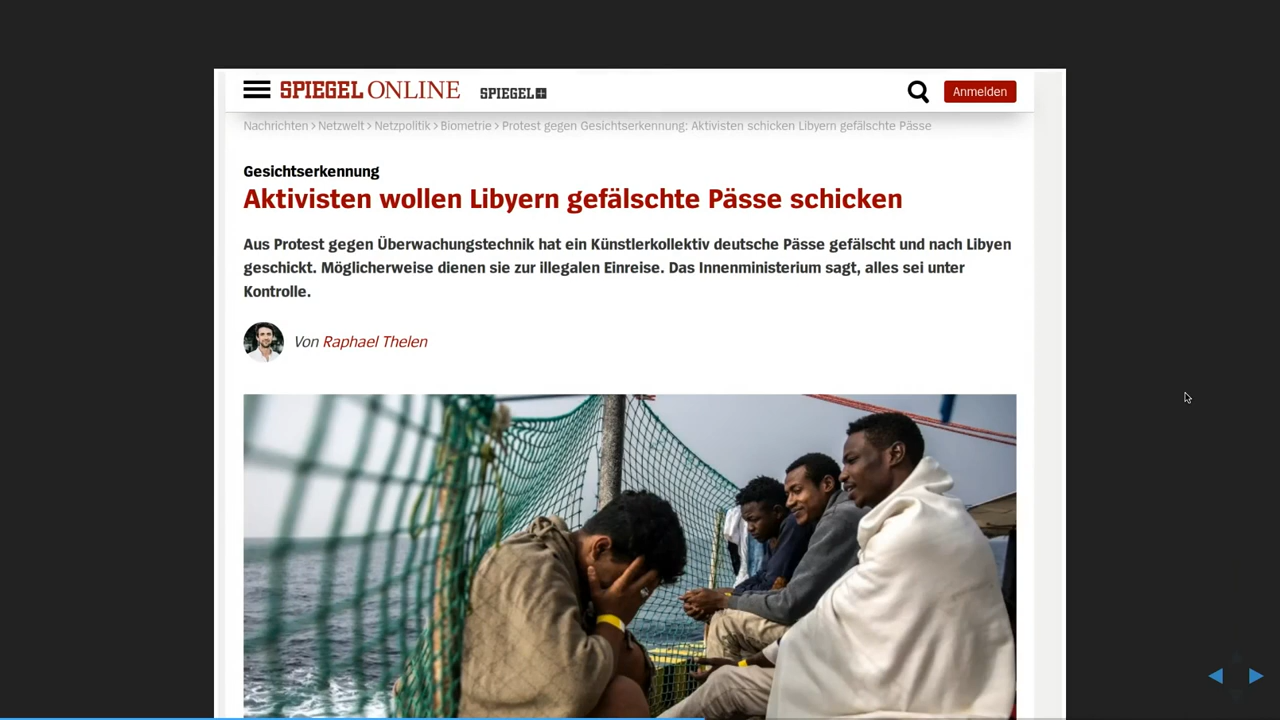 SPIEGEL ONLINE SPIEGEL+ Anmelden
Nachrichten > Netzwelt > Netzpolitik > Biometrie > Protest gegen Gesichtserkennung: Aktivisten schicken Libyern gefälschte Pässe
Gesichtserkennung
Aktivisten wollen Libyern gefälschte Pässe schicken
Aus Protest gegen Überwachungstechnik hat ein Künstlerkollektiv deutsche Pässe gefälscht und nach Libyen
geschickt. Möglicherweise dienen sie zur illegalen Einreise. Das Innenministerium sagt, alles sei unter
Kontrolle.
Von Raphael Thelen